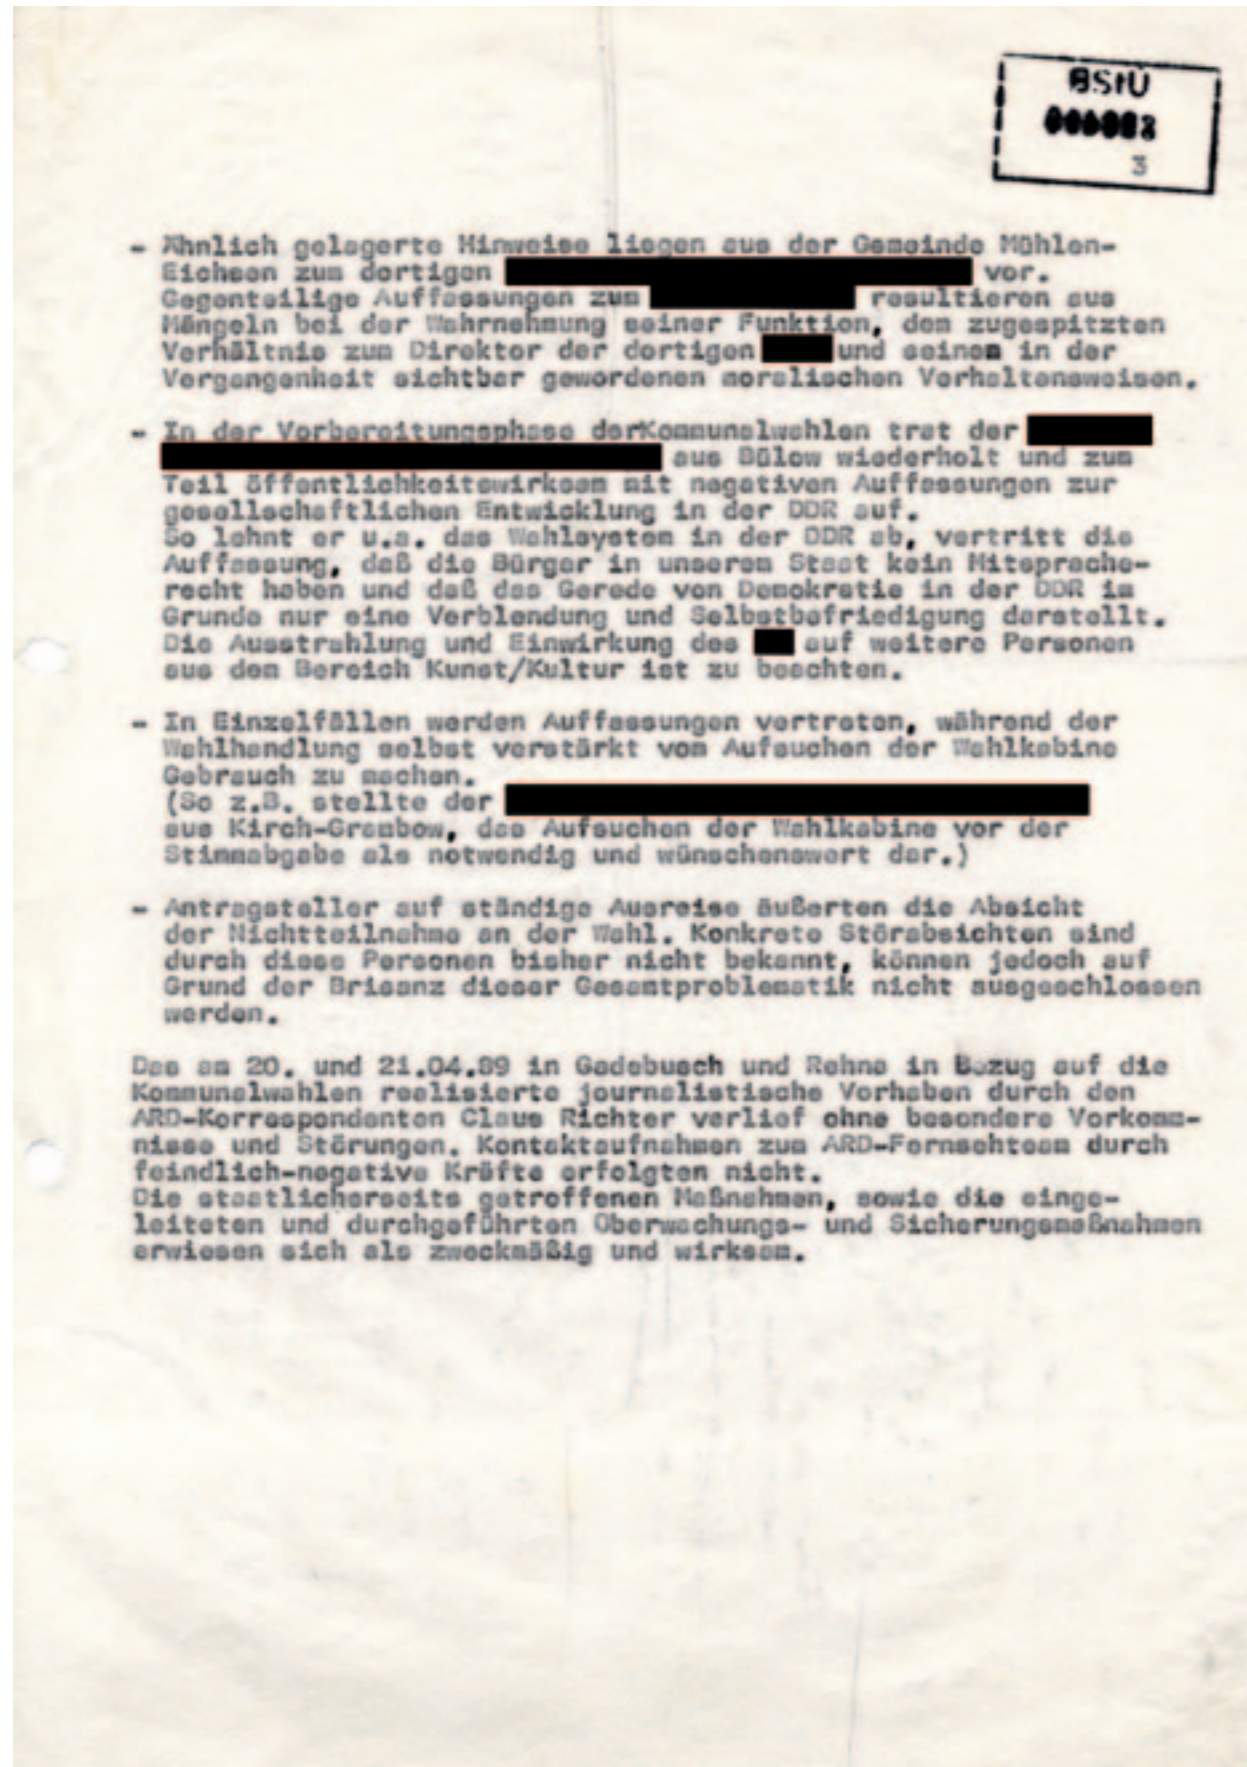 BStU
3
- Ähnlich gelagerte Hinweise liegen aus der Gemeinde Mühlen-
Eichsen zum dortigen vor.
Gegenteilige Auffassungen zum resultieren aus
Mängeln bei der Wahrnehmung seiner Funktion, dem zugespitzten
Verhältnis zum Direktor der dortigen und seinen in der
Vergangenheit sichtbar gewordenen moralischen Verhaltensweisen.
- In der Vorbereitungsphase derKommunalwahlen trat der
aus Bülow wiederholt und zum
Teil öffentlichkeitswirksam mit negativen Auffassungen zur
gesellschaftlichen Entwicklung in der DDR auf.
So lehnt er u.a. das Wahlsystem in der DDR ab, vertritt die
Auffassung, daß die Bürger in unserem Staat kein Mitsprache-
recht haben und daß das Gerede von Demokratie in der DDR im
Grunde nur eine Verblendung und Selbstbefriedigung darstellt.
Die Ausstrahlung und Einwirkung des auf weitere Personen
aus dem Bereich Kunst/Kultur ist zu beachten.
- In Einzelfällen werden Auffassungen vertreten, während der
Wahlhandlung selbst verstärkt vom Aufsuchen der Wahlkabine
Gebrauch zu machen.
(So z.B. stellte der
aus Kirch-Grambow, das Aufsuchen der Wahlkabine vor der
Stimmabgabe als notwendig und wünschenswert dar.)
- Antragsteller auf ständige Ausreise äußerten die Absicht
der Nichtteilnahme an der Wahl. Konkrete Störabsichten sind
durch diese Personen bisher nicht bekannt, können jedoch auf
Grund der Brisanz dieser Gesamtproblematik nicht ausgeschlossen
werden.
Das am 20. und 21.04.89 in Gadebusch und Rehna in Bezug auf die
Kommunalwahlen realisierte journalistische Vorhaben durch den
ARD-Korrespondenten Claus Richter verlief ohne besondere Vorkomm-
nisse und Störungen. Kontaktaufnahmen zum ARD-Fernsehteam durch
feindlich-negative Kräfte erfolgten nicht.
Die staatlicherseits getroffenen Maßnahmen, sowie die einge-
leiteten und durchgeführten Überwachungs- und Sicherungsmaßnahmen
erwiesen sich als zweckmäßig und wirksam.